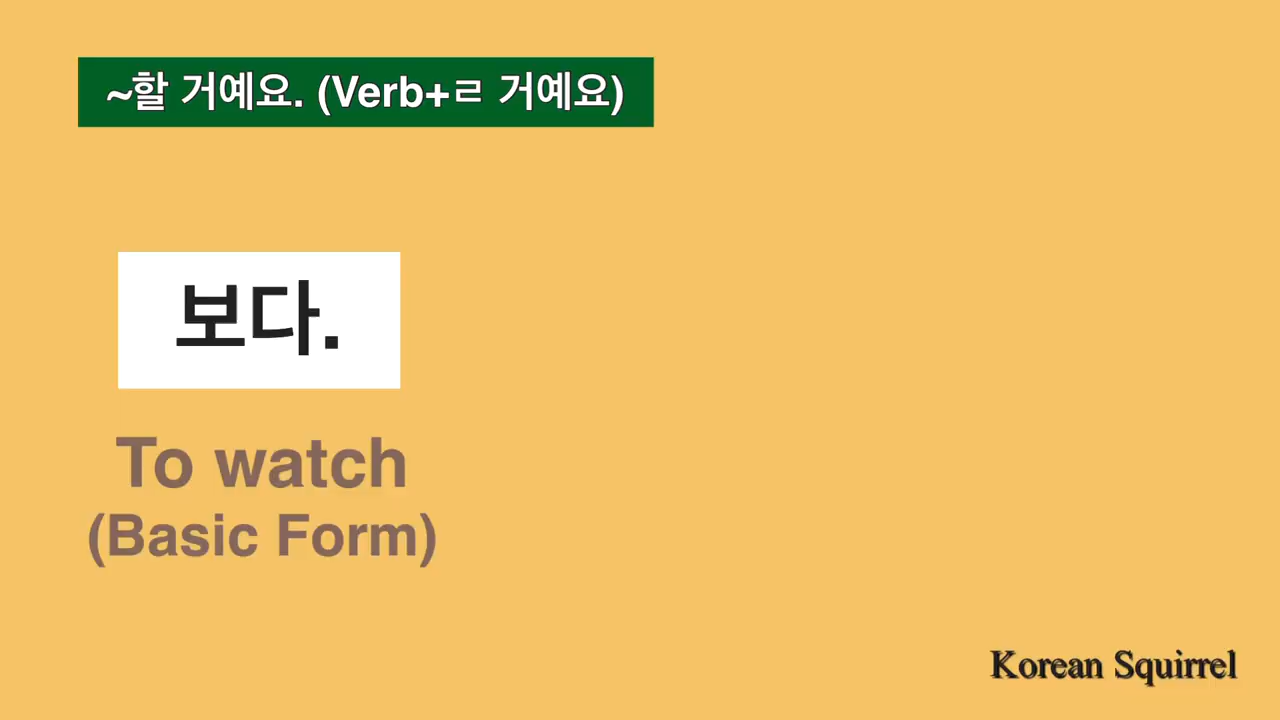 ~할 거예요. (Verb+ㄹ 거예요)
보다.
To watch
(Basic Form)
Korean Squirrel